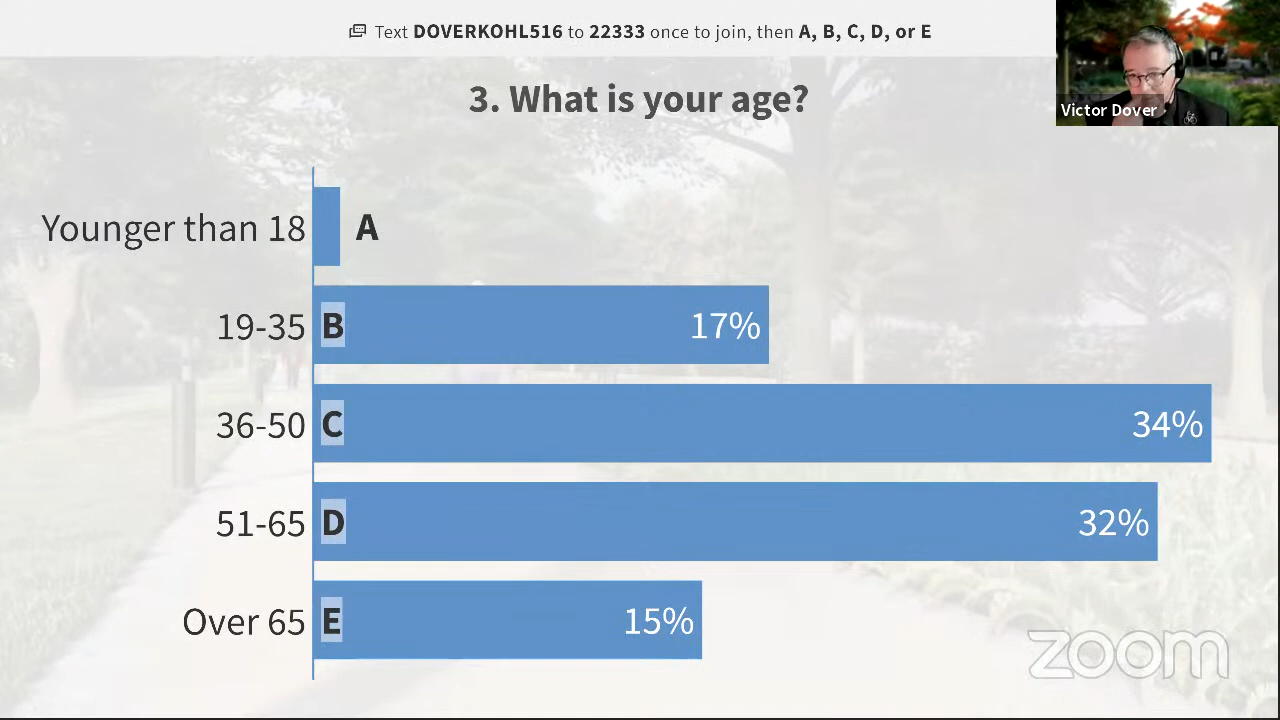 Text DOVERKOHL516 to 22333 once to join, then A, B, C, D, or E
Victor Dover
3. What is your age?
Younger than 18 A
19-35 B 17%
36-50 C 34%
51-65 D 32%
Over 65 E 15%
zoom